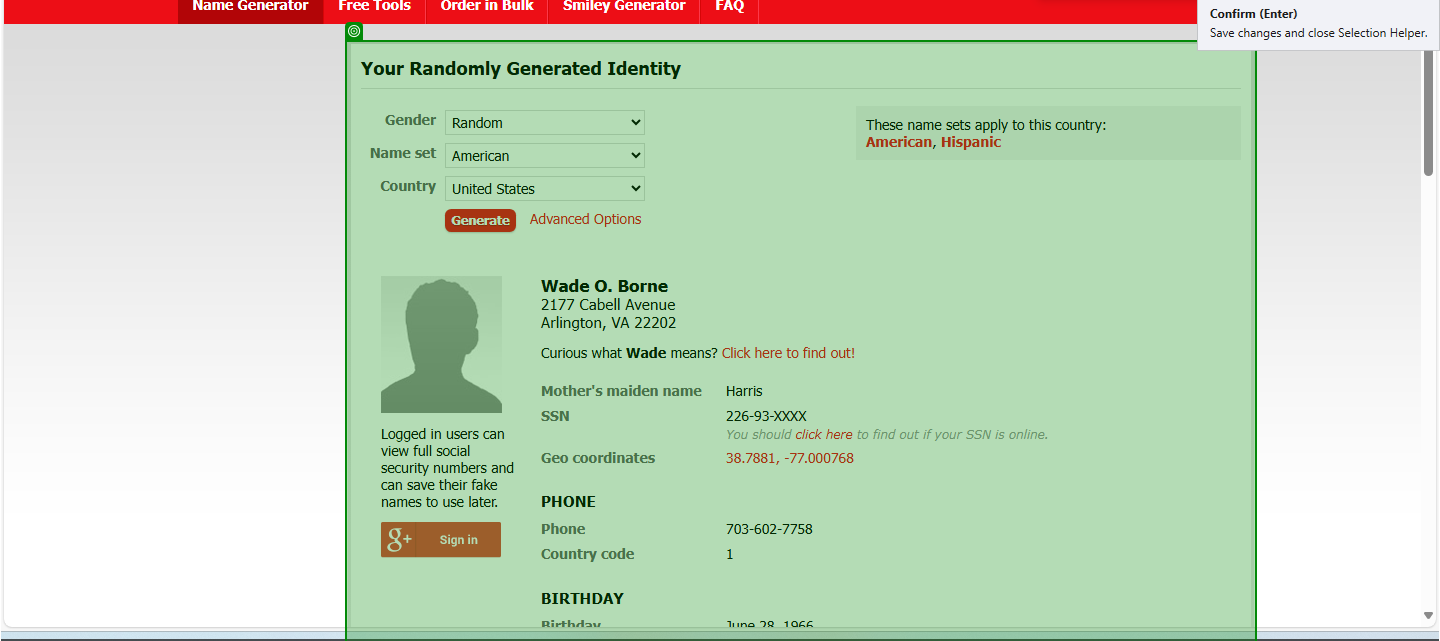 Name Generator Free Tools Order in Bulk Smiley Generator FAQ
Confirm (Enter)
Save changes and close Selection Helper.
Your Randomly Generated Identity
Gender Random
Name set American
Country United States
Generate Advanced Options
These name sets apply to this country:
American, Hispanic
Wade O. Borne
2177 Cabell Avenue
Arlington, VA 22202
Curious what Wade means? Click here to find out!
Mother's maiden name Harris
SSN 226-93-XXXX
You should click here to find out if your SSN is online.
Geo coordinates 38.7881, -77.000768
Logged in users can
view full social
security numbers and
can save their fake
names to use later.
g+ Sign in
PHONE
Phone 703-602-7758
Country code 1
BIRTHDAY
Birthday June 28, 1966